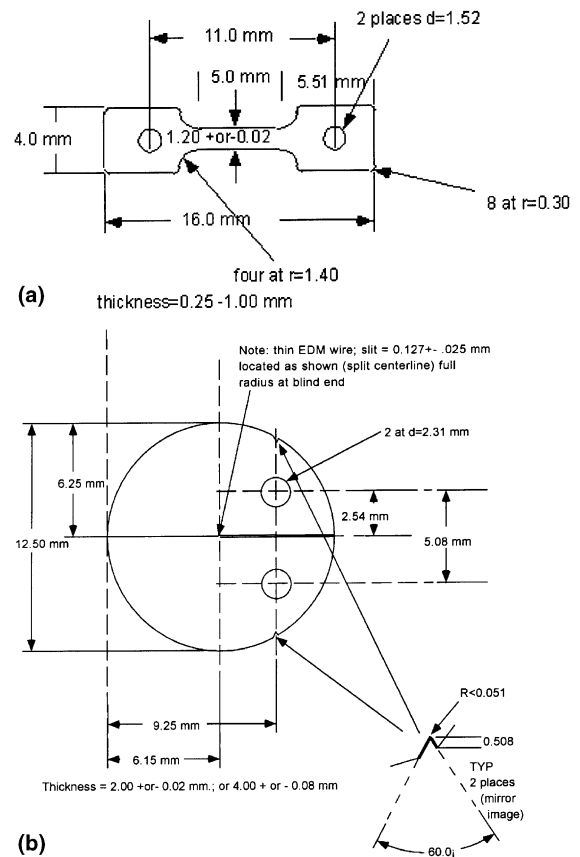 2 places d=1.52
11.0 mm
5.0 mm
5.51 mm
4.0 mm
1.20 +or-0.02
8 at r=0.30
16.0 mm
four at r=1.40
(a)
thickness=0.25 -1.00 mm
Note: thin EDM wire; slit = 0.127+- .025 mm
located as shown (split centerline) full
radius at blind end
2 at d=2.31 mm
6.25 mm
2.54 mm
12.50 mm
5.08 mm
R<0.051
9.25 mm
0.508
6.15 mm
TYP
2 places
(mirror
image)
Thickness = 2.00 +or- 0.02 mm.; or 4.00 + or - 0.08 mm
(b)
60.0¡